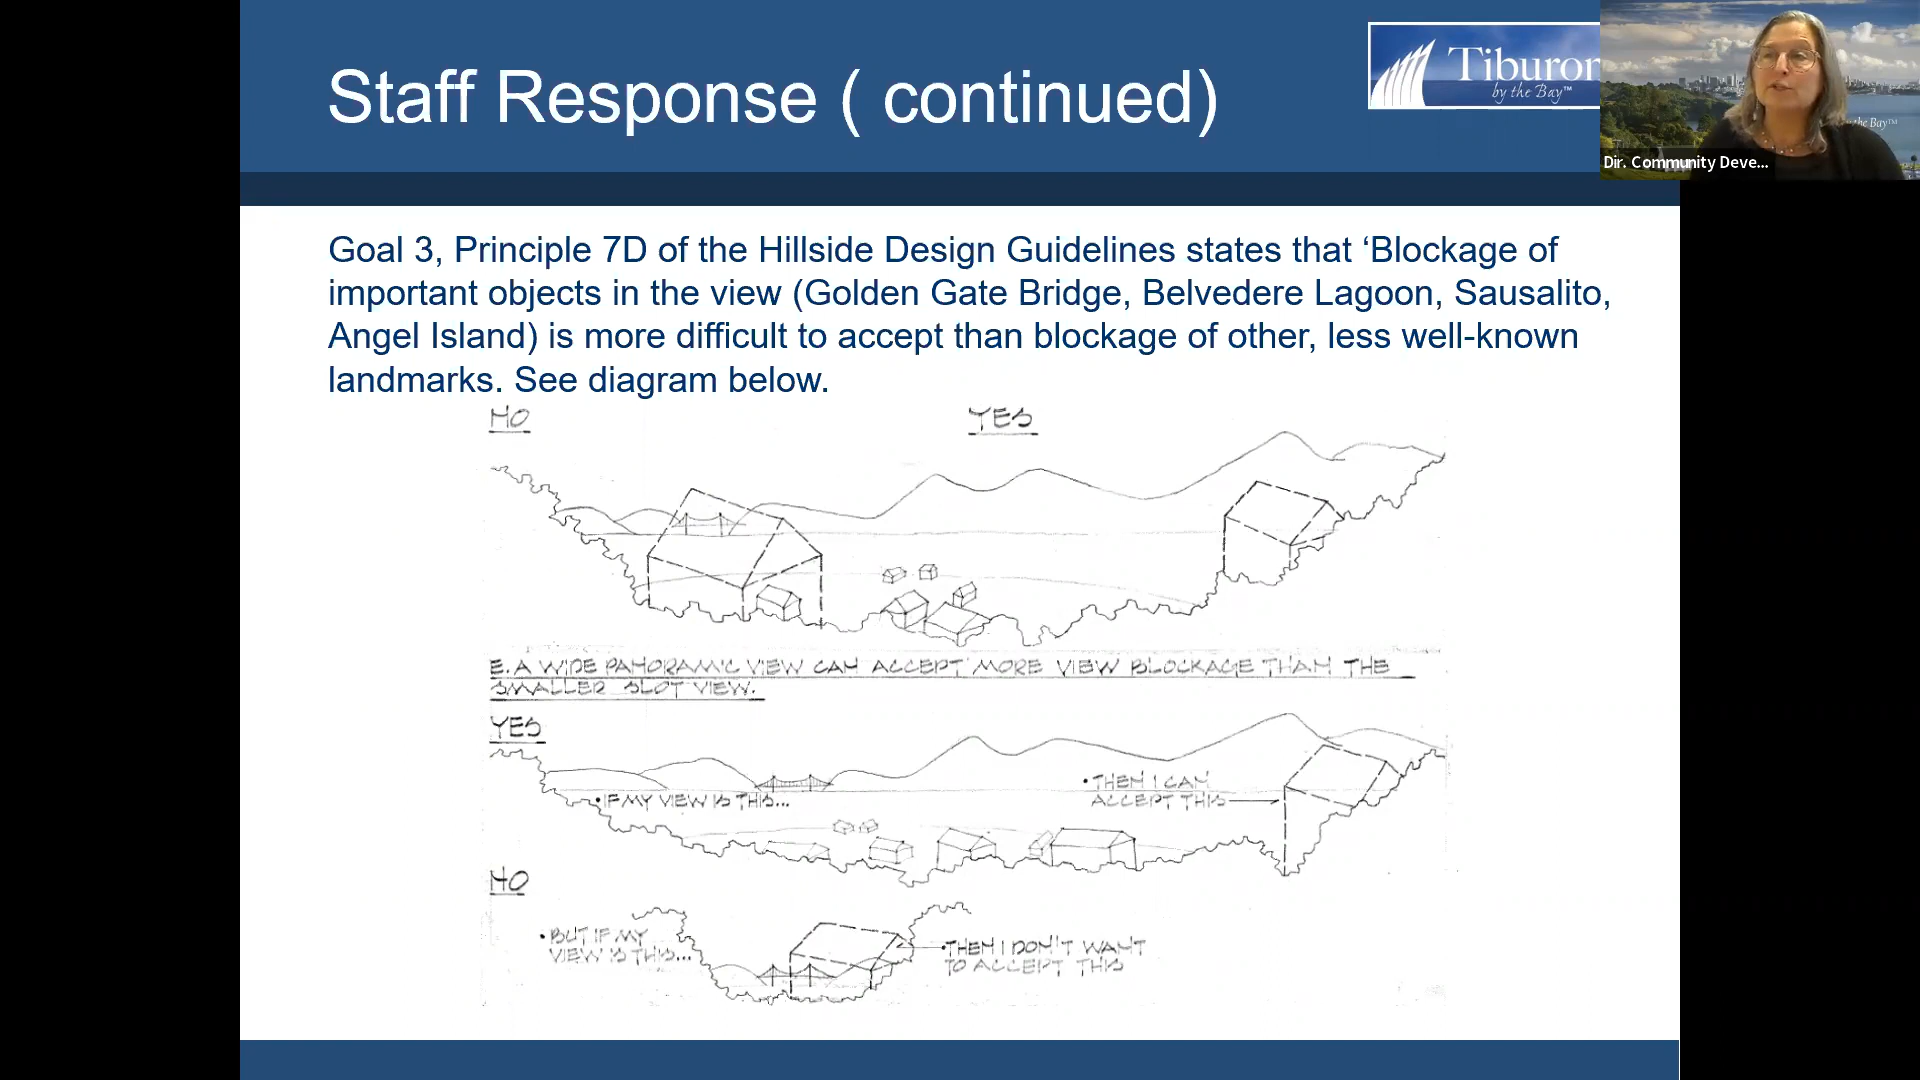 Staff Response ( continued)
Tiburon
by the Bay™
the Bay™
Dir. Community Deve...
Goal 3, Principle 7D of the Hillside Design Guidelines states that ‘Blockage of
important objects in the view (Golden Gate Bridge, Belvedere Lagoon, Sausalito,
Angel Island) is more difficult to accept than blockage of other, less well-known
landmarks. See diagram below.
NO
YES
E. A WIDE PANORAMIC VIEW CAN ACCEPT MORE VIEW BLOCKAGE THAN THE
SMALLER SLOT VIEW.
YES
• IF MY VIEW IS THIS...
• THEN I CAN
ACCEPT THIS
NO
• BUT IF MY
VIEW IS THIS...
• THEN I DON'T WANT
TO ACCEPT THIS